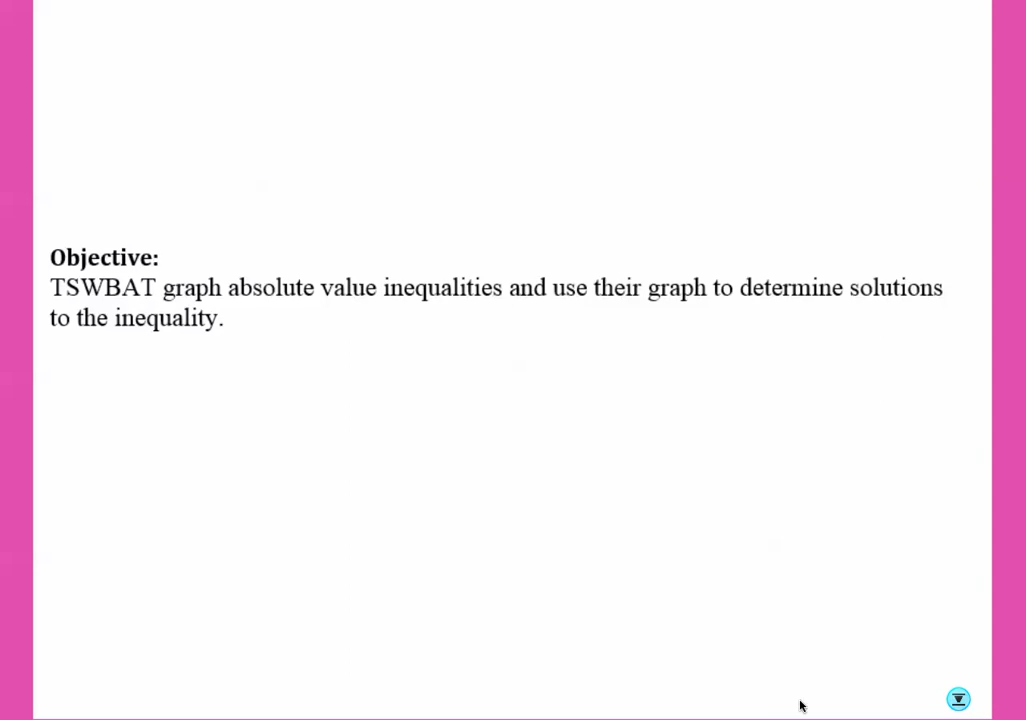 Objective:
TSWBAT graph absolute value inequalities and use their graph to determine solutions
to the inequality.